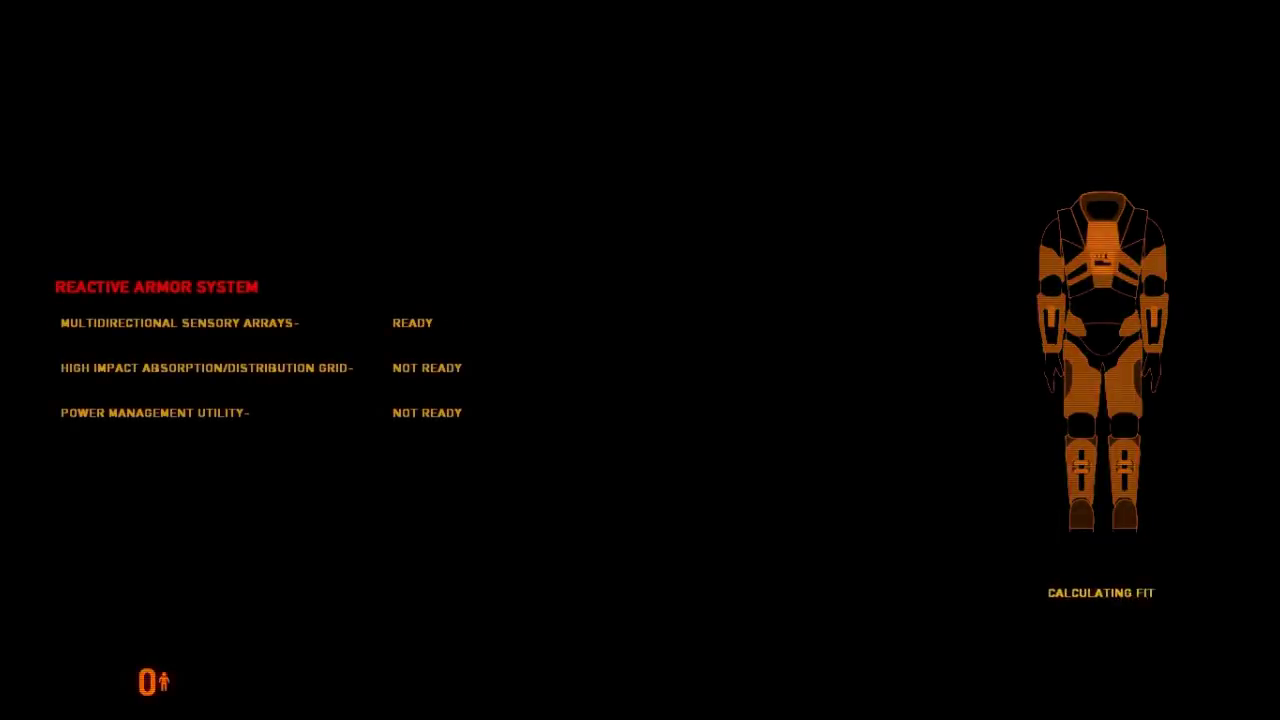 REACTIVE ARMOR SYSTEM
MULTIDIRECTIONAL SENSORY ARRAYS- READY
HIGH IMPACT ABSORPTION/DISTRIBUTION GRID- NOT READY
POWER MANAGEMENT UTILITY- NOT READY
CALCULATING FIT
0